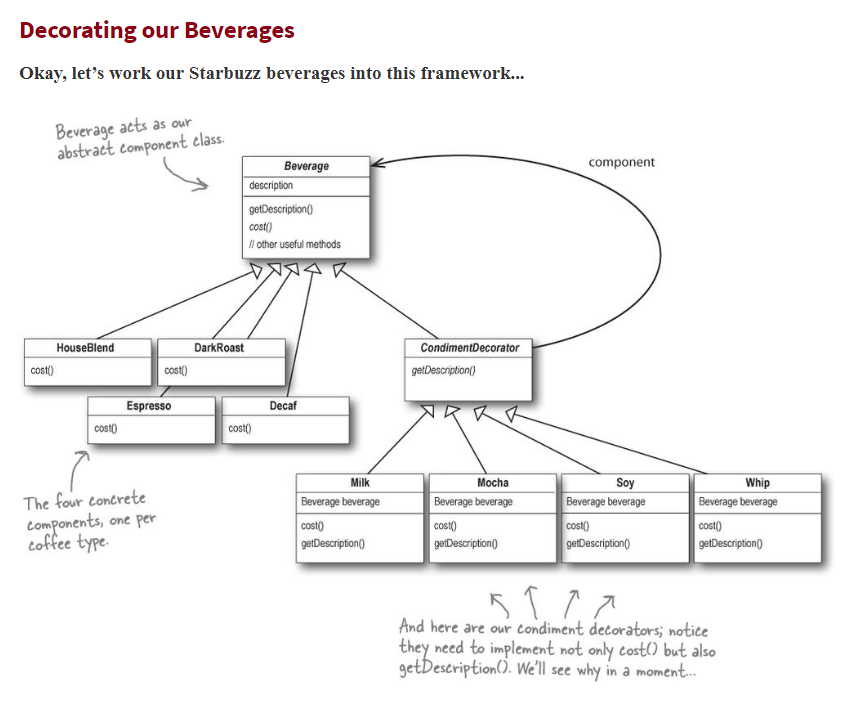 Decorating our Beverages
Okay, let’s work our Starbuzz beverages into this framework...
Beverage acts as our
abstract component class.
component
Beverage
description
getDescription()
cost()
// other useful methods
HouseBlend
cost()
DarkRoast
cost()
CondimentDecorator
getDescription()
Espresso
cost()
Decaf
cost()
The four concrete
components, one per
coffee type.
Milk
Beverage beverage
cost()
getDescription()
Mocha
Beverage beverage
cost()
getDescription()
Soy
Beverage beverage
cost()
getDescription()
Whip
Beverage beverage
cost()
getDescription()
And here are our condiment decorators; notice
they need to implement not only cost() but also
getDescription(). We’ll see why in a moment...